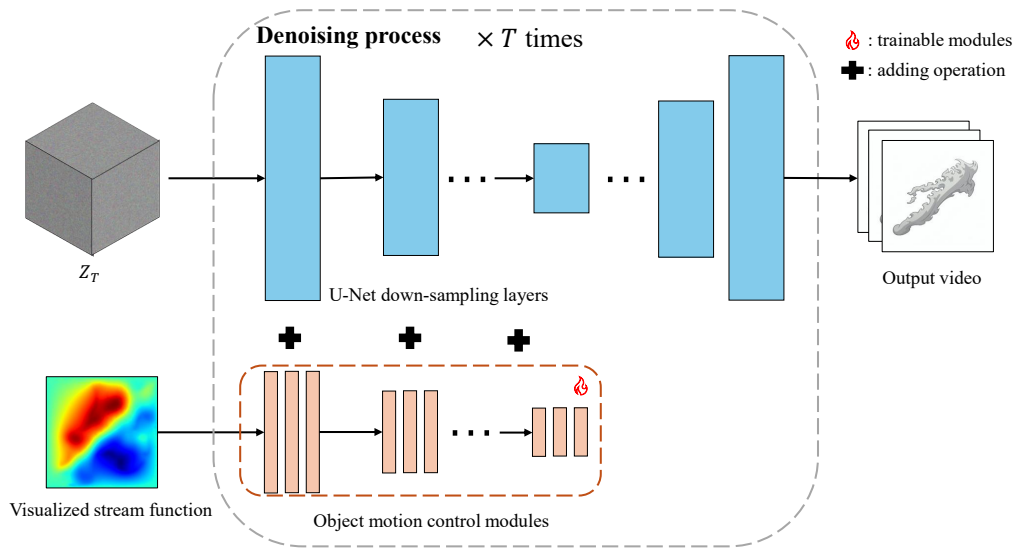 Denoising process × T times
: trainable modules
: adding operation
Z_T
U-Net down-sampling layers
Output video
Visualized stream function
Object motion control modules